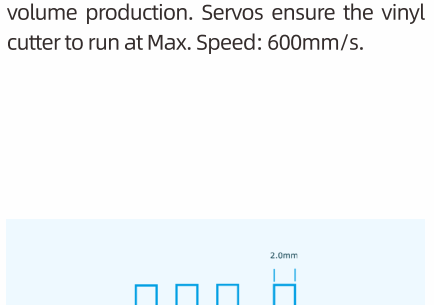 volume production. Servos ensure the vinyl
cutter to run at Max. Speed: 600mm/s.
2.0mm